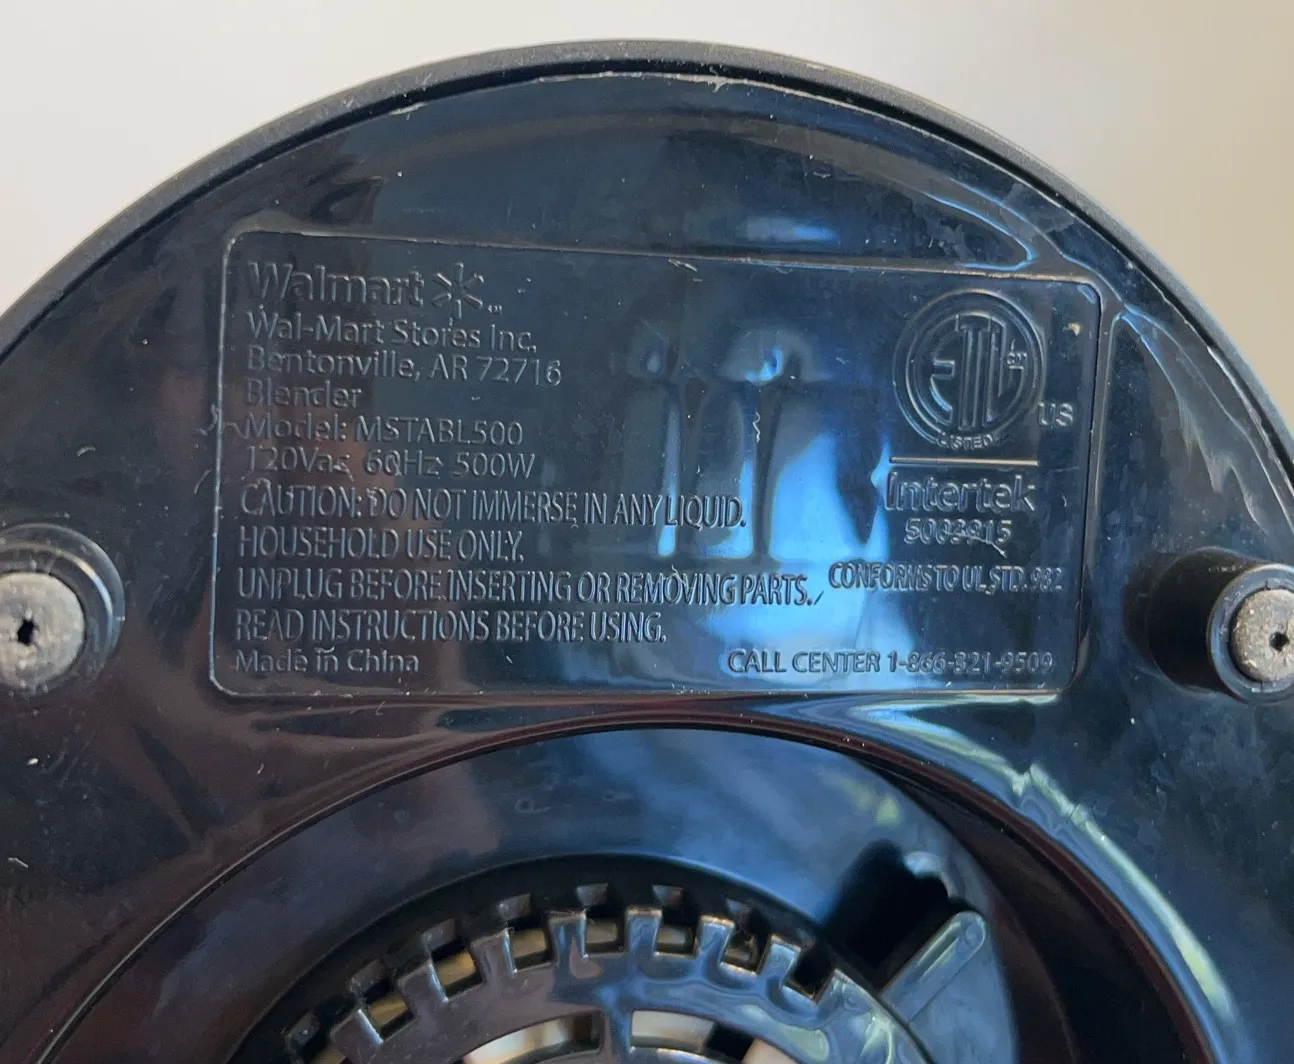 Walmart
Wal-Mart Stores Inc.
Bentonville, AR 72716
Blender
Model: MSTABL500
120Vac 60Hz 500W
CAUTION: DO NOT IMMERSE IN ANY LIQUID.
HOUSEHOLD USE ONLY.
UNPLUG BEFORE INSERTING OR REMOVING PARTS.
READ INSTRUCTIONS BEFORE USING.
Made in China
ETL
CM
LISTED
US
Intertek
CONFORMS TO UL STD. 982
CALL CENTER 1-866-321-9509